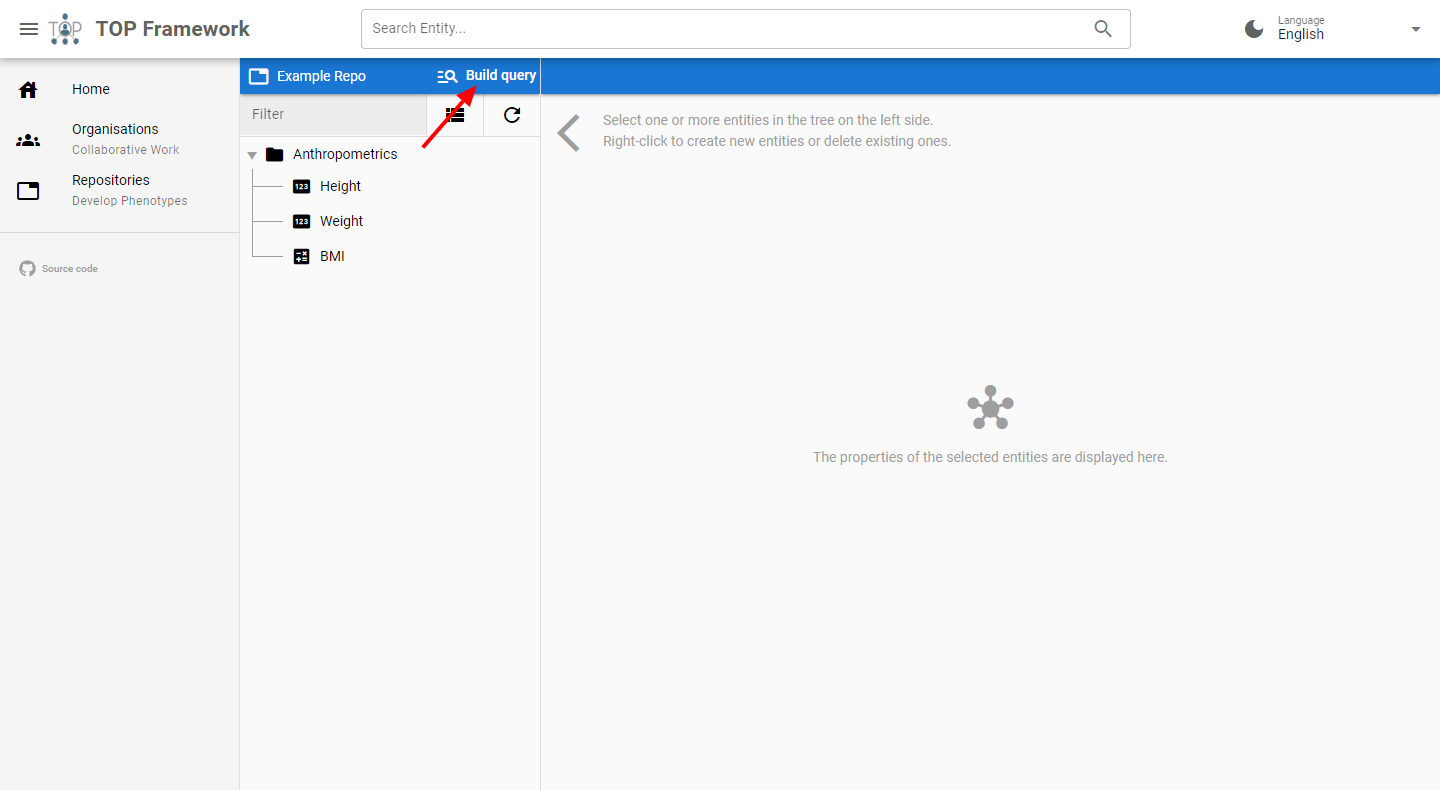 TOP
TOP Framework
Search Entity...
Language
English
Home
Organisations
Collaborative Work
Repositories
Develop Phenotypes
Source code
Example Repo
Build query
Filter
Anthropometrics
123 Height
123 Weight
BMI
Select one or more entities in the tree on the left side.
Right-click to create new entities or delete existing ones.
The properties of the selected entities are displayed here.